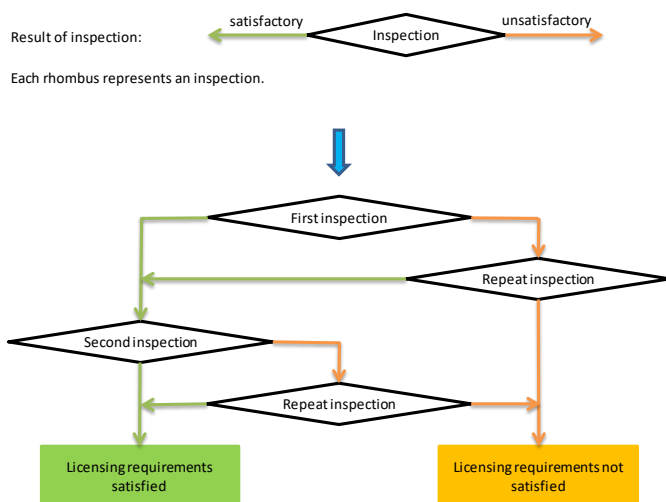 satisfactory
unsatisfactory
Result of inspection:
Inspection
Each rhombus represents an inspection.
First inspection
Repeat inspection
Second inspection
Repeat inspection
Licensing requirements
satisfied
Licensing requirements not
satisfied